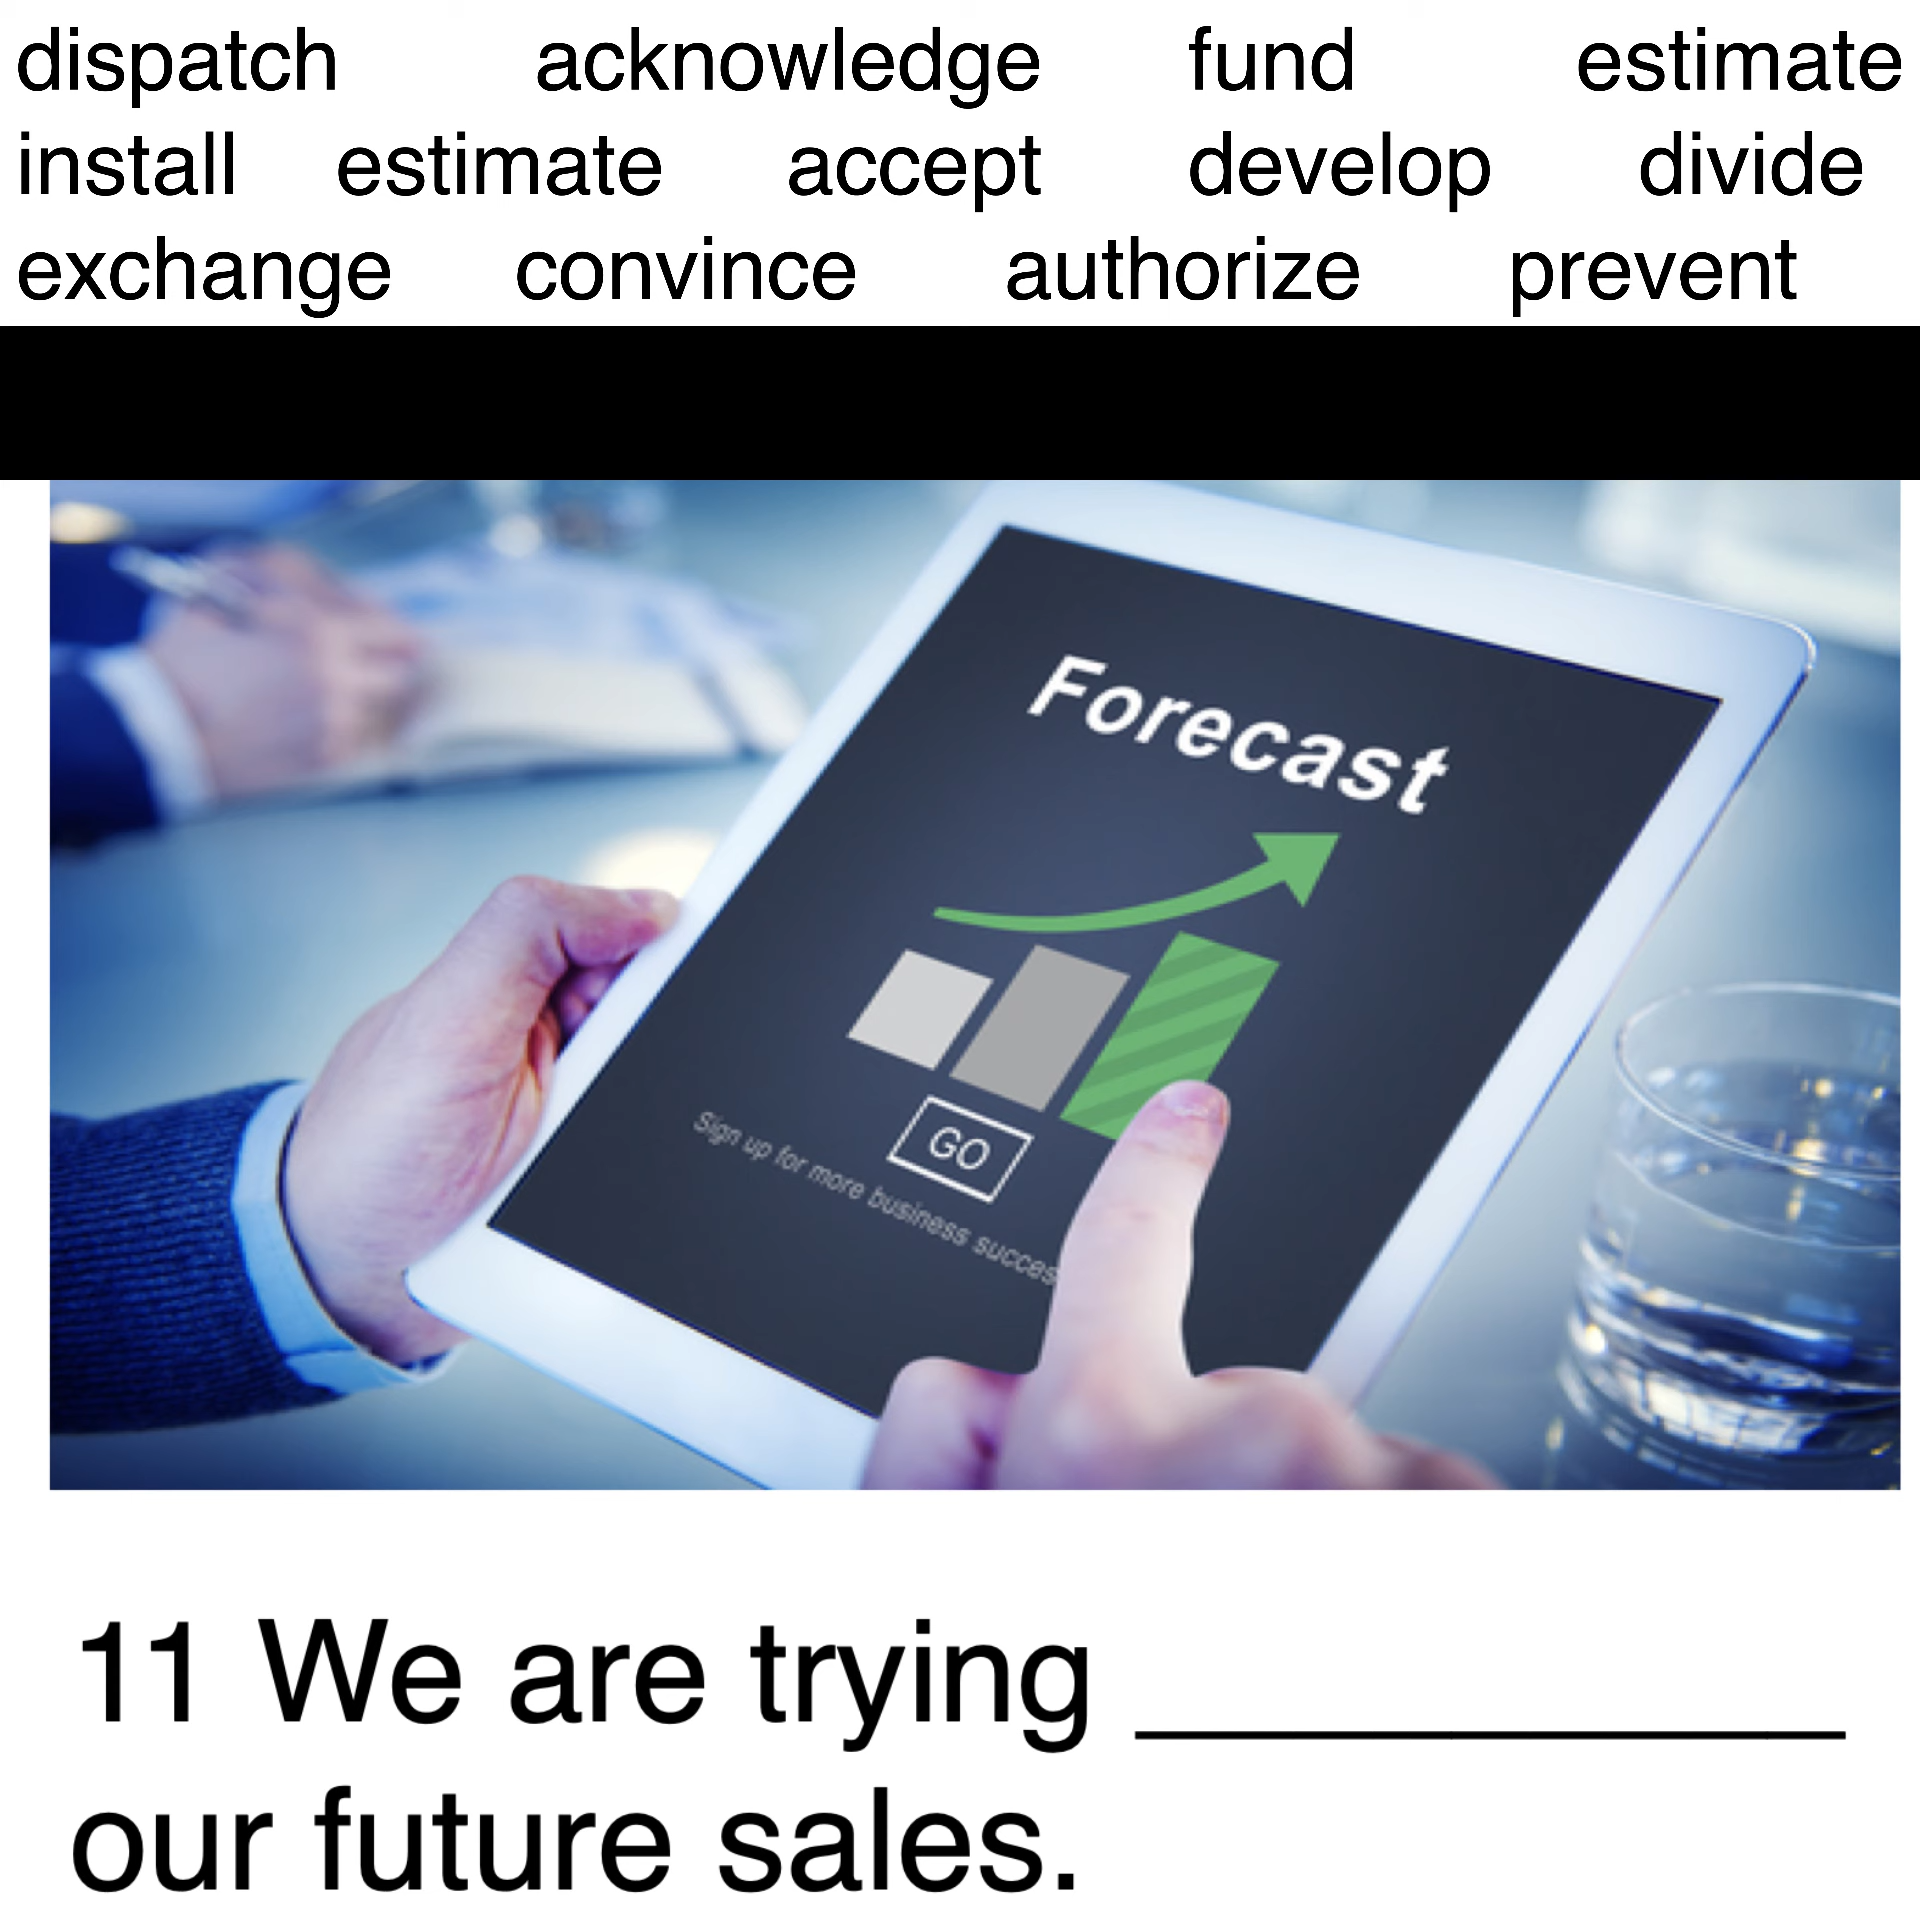 dispatch acknowledge fund estimate
install estimate accept develop divide
exchange convince authorize prevent
Forecast
GO
Sign up for more business succes
11 We are trying ____________
our future sales.